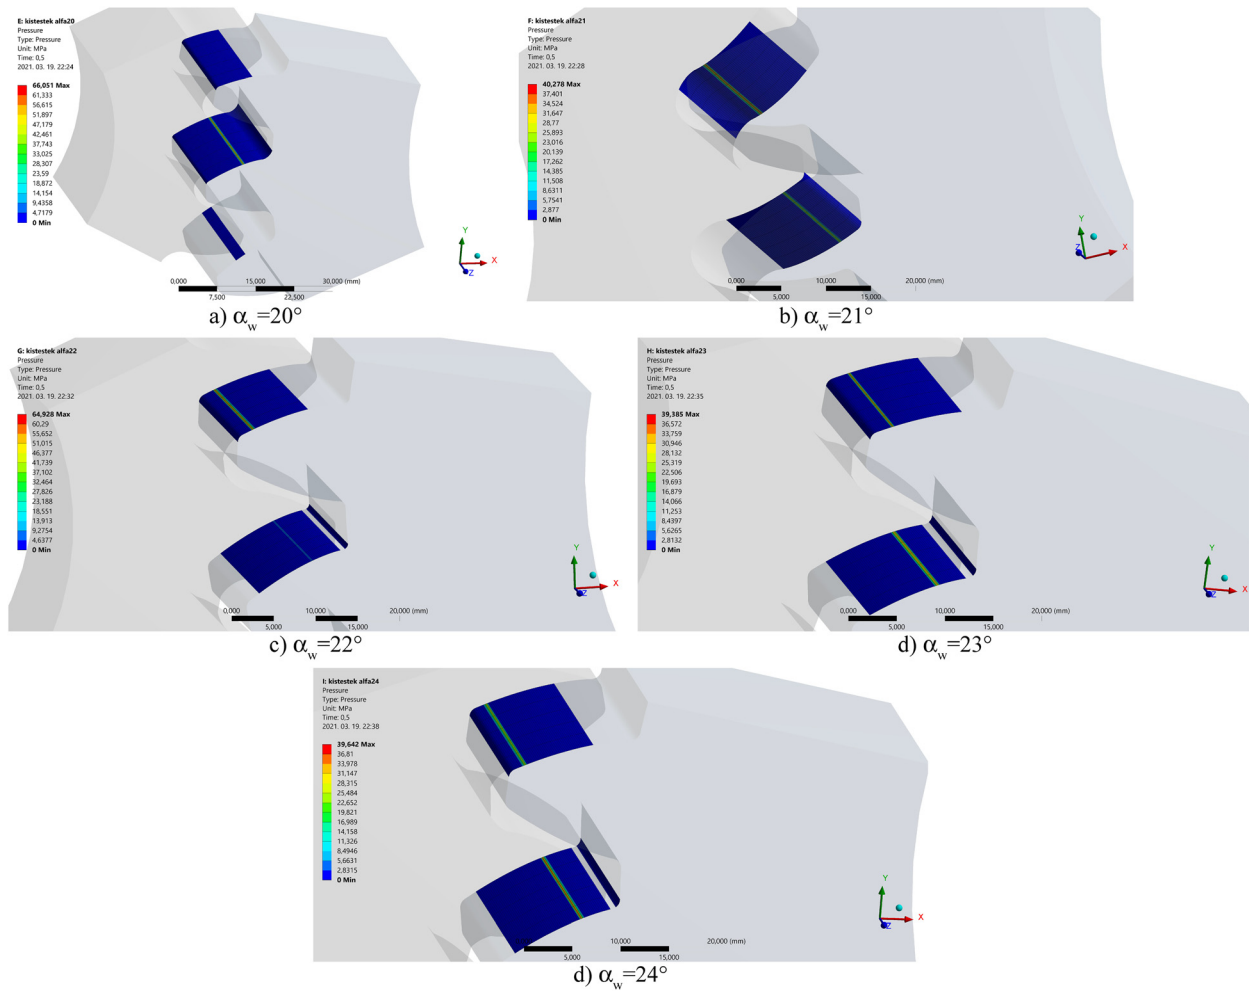 E: kistestek alfa20
Pressure
Type: Pressure
Unit: MPa
Time: 0,5
2021. 03. 19. 22:24
66,051 Max
61,333
56,615
51,897
47,179
42,461
37,743
33,025
28,307
23,59
18,872
14,154
9,4358
4,7179
0 Min
Y
X
Z
0,000 15,000 30,000 (mm)
7,500 22,500
a) αw=20°
F: kistestek alfa21
Pressure
Type: Pressure
Unit: MPa
Time: 0,5
2021. 03. 19. 22:28
40,278 Max
37,401
34,524
31,647
28,77
25,893
23,016
20,139
17,262
14,385
11,508
8,6311
5,7541
2,877
0 Min
Y
Z
X
0,000 10,000 20,000 (mm)
5,000 15,000
b) αw=21°
G: kistestek alfa22
Pressure
Type: Pressure
Unit: MPa
Time: 0,5
2021. 03. 19. 22:32
64,928 Max
60,29
55,652
51,015
46,377
41,739
37,102
32,464
27,826
23,188
18,551
13,913
9,2754
4,6377
0 Min
Y
X
Z
0,000 10,000 20,000 (mm)
5,000 15,000
c) αw=22°
H: kistestek alfa23
Pressure
Type: Pressure
Unit: MPa
Time: 0,5
2021. 03. 19. 22:35
39,385 Max
36,572
33,759
30,946
28,132
25,319
22,506
19,693
16,879
14,066
11,253
8,4397
5,6265
2,8132
0 Min
Y
X
Z
0,000 10,000 20,000 (mm)
5,000 15,000
d) αw=23°
I: kistestek alfa24
Pressure
Type: Pressure
Unit: MPa
Time: 0,5
2021. 03. 19. 22:38
39,642 Max
36,81
33,978
31,147
28,315
25,484
22,652
19,821
16,989
14,158
11,326
8,4946
5,6631
2,8315
0 Min
Y
X
Z
10,000 20,000 (mm)
5,000 15,000
d) αw=24°